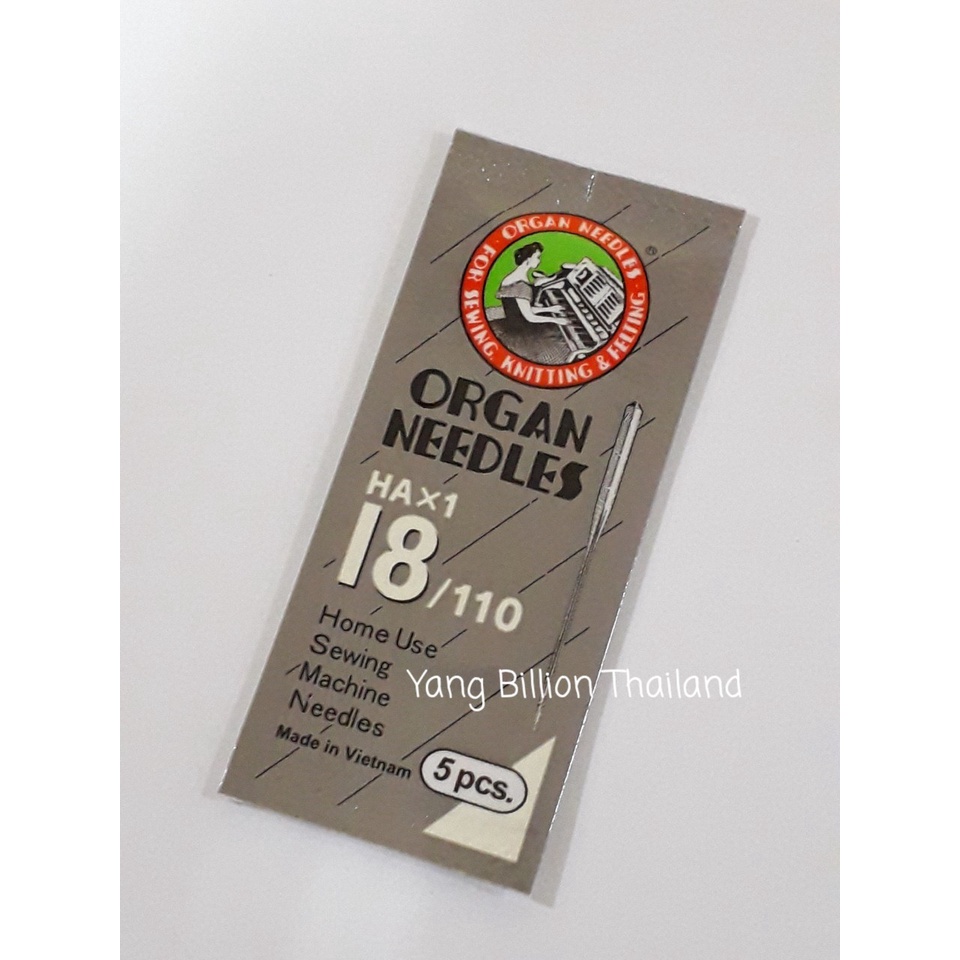 · ORGAN NEEDLES ·
FOR SEWING, KNITTING & FELTING
®
ORGAN
NEEDLES
HA×1
18/110
Home Use
Sewing
Machine
Needles
Yang Billion Thailand
Made in Vietnam
5 pcs.